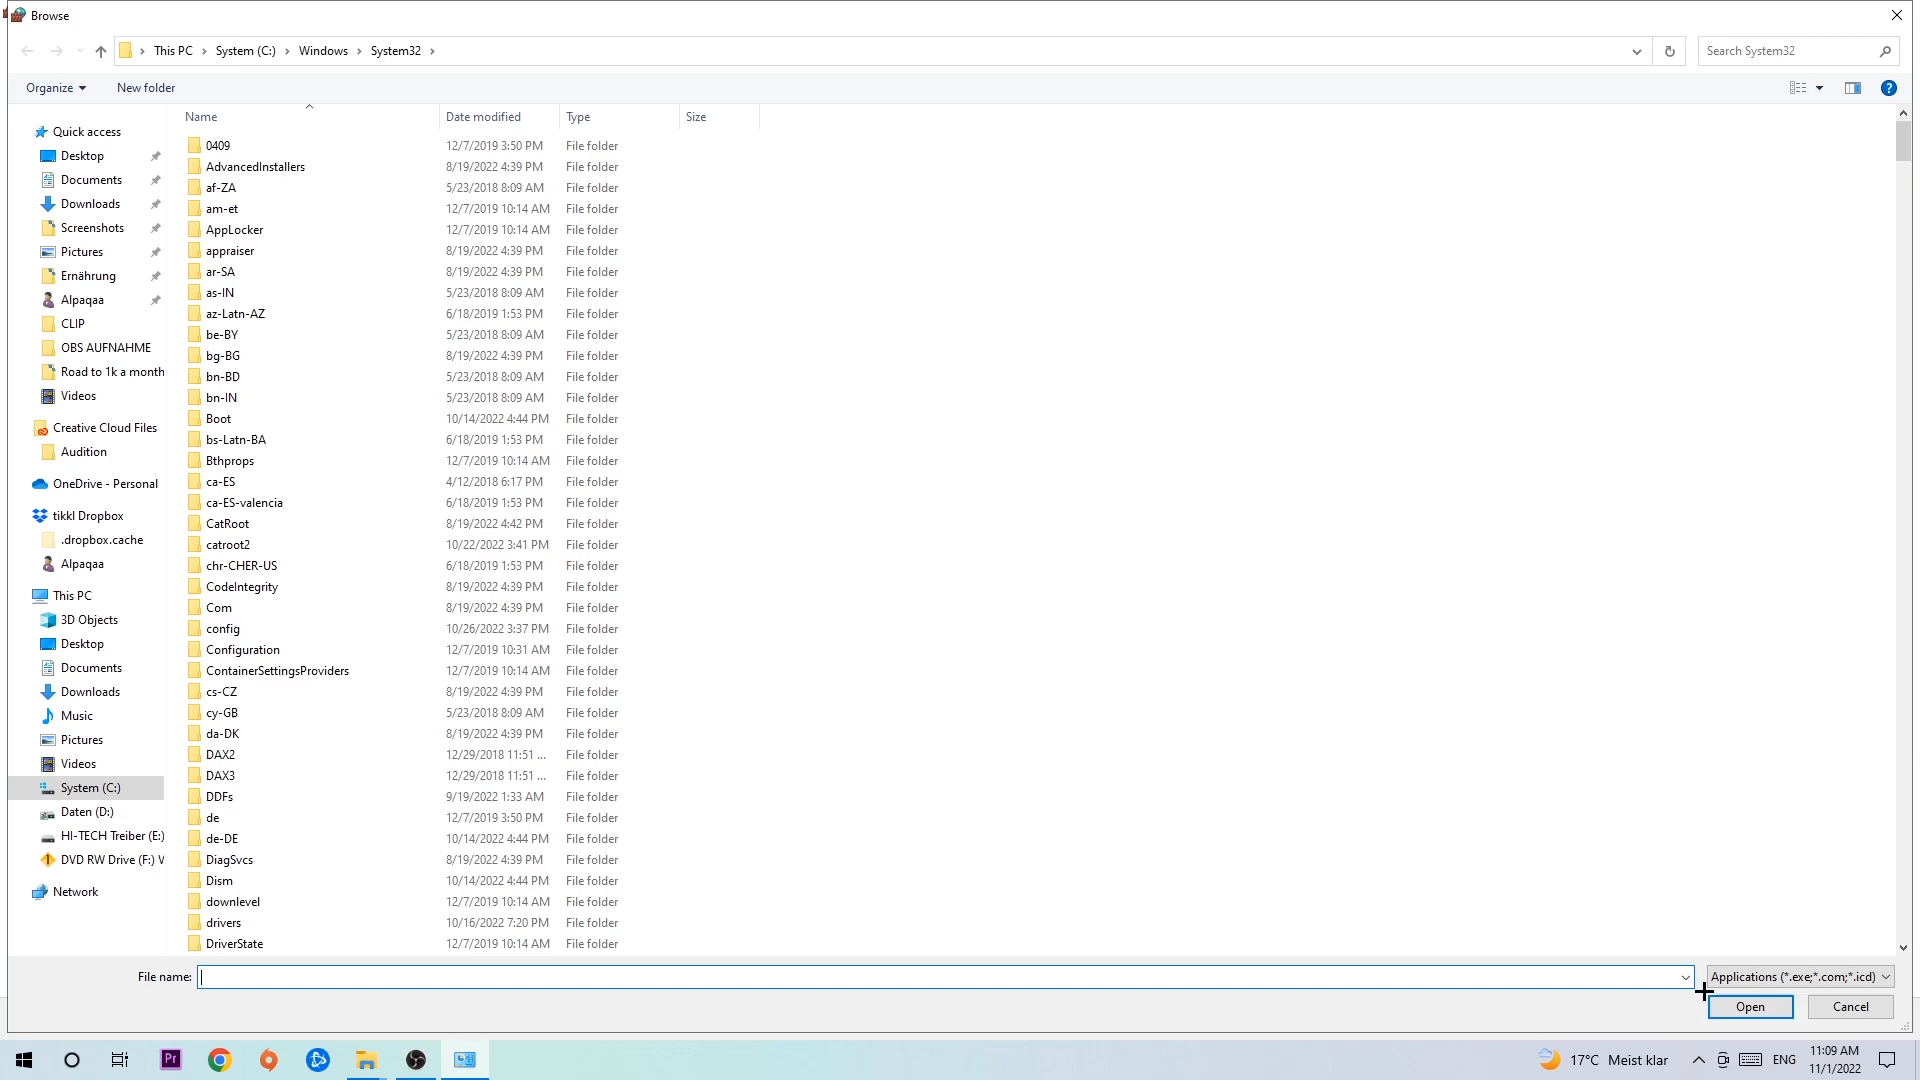 Browse
This PC System (C:) Windows System32
Search System32
Organize New folder
Name Date modified Type Size
Quick access
Desktop
Documents
Downloads
Screenshots
Pictures
Ernährung
Alpaqaa
CLIP
OBS AUFNAHME
Road to 1k a month
Videos
Creative Cloud Files
Audition
OneDrive - Personal
tikkl Dropbox
.dropbox.cache
Alpaqaa
This PC
3D Objects
Desktop
Documents
Downloads
Music
Pictures
Videos
System (C:)
Daten (D:)
HI-TECH Treiber (E:)
DVD RW Drive (F:) V
Network
0409 12/7/2019 3:50 PM File folder
AdvancedInstallers 8/19/2022 4:39 PM File folder
af-ZA 5/23/2018 8:09 AM File folder
am-et 12/7/2019 10:14 AM File folder
AppLocker 12/7/2019 10:14 AM File folder
appraiser 8/19/2022 4:39 PM File folder
ar-SA 8/19/2022 4:39 PM File folder
as-IN 5/23/2018 8:09 AM File folder
az-Latn-AZ 6/18/2019 1:53 PM File folder
be-BY 5/23/2018 8:09 AM File folder
bg-BG 8/19/2022 4:39 PM File folder
bn-BD 5/23/2018 8:09 AM File folder
bn-IN 5/23/2018 8:09 AM File folder
Boot 10/14/2022 4:44 PM File folder
bs-Latn-BA 6/18/2019 1:53 PM File folder
Bthprops 12/7/2019 10:14 AM File folder
ca-ES 4/12/2018 6:17 PM File folder
ca-ES-valencia 6/18/2019 1:53 PM File folder
CatRoot 8/19/2022 4:42 PM File folder
catroot2 10/22/2022 3:41 PM File folder
chr-CHER-US 6/18/2019 1:53 PM File folder
CodeIntegrity 8/19/2022 4:39 PM File folder
Com 8/19/2022 4:39 PM File folder
config 10/26/2022 3:37 PM File folder
Configuration 12/7/2019 10:31 AM File folder
ContainerSettingsProviders 12/7/2019 10:14 AM File folder
cs-CZ 8/19/2022 4:39 PM File folder
cy-GB 5/23/2018 8:09 AM File folder
da-DK 8/19/2022 4:39 PM File folder
DAX2 12/29/2018 11:51 ... File folder
DAX3 12/29/2018 11:51 ... File folder
DDFs 9/19/2022 1:33 AM File folder
de 12/7/2019 3:50 PM File folder
de-DE 10/14/2022 4:44 PM File folder
DiagSvcs 8/19/2022 4:39 PM File folder
Dism 10/14/2022 4:44 PM File folder
downlevel 12/7/2019 10:14 AM File folder
drivers 10/16/2022 7:20 PM File folder
DriverState 12/7/2019 10:14 AM File folder
File name: Applications (*.exe;*.com;*.icd)
Open Cancel
Pr 17°C Meist klar ENG 11:09 AM
11/1/2022